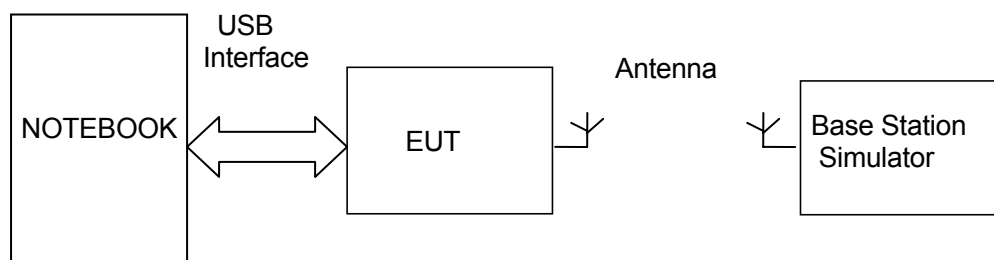 USB
Interface
Antenna
NOTEBOOK
EUT
Base Station
Simulator